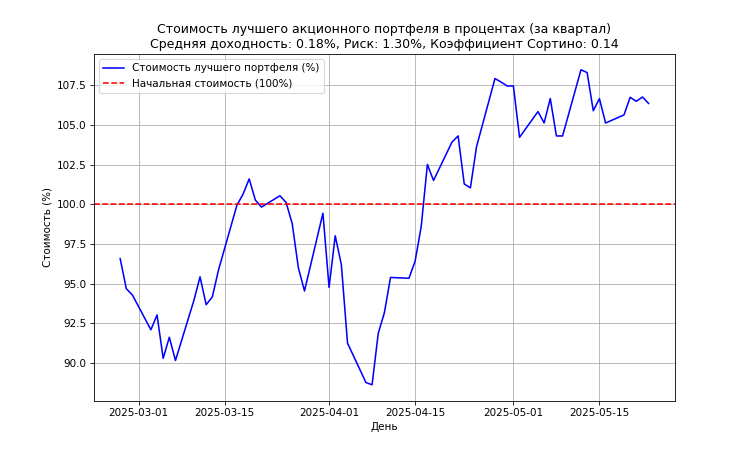 Стоимость лучшего акционного портфеля в процентах (за квартал)
Средняя доходность: 0.18%, Риск: 1.30%, Коэффициент Сортино: 0.14
Стоимость лучшего портфеля (%)
Начальная стоимость (100%)
Стоимость (%)
107.5
105.0
102.5
100.0
97.5
95.0
92.5
90.0
2025-03-01 2025-03-15 2025-04-01 2025-04-15 2025-05-01 2025-05-15
День